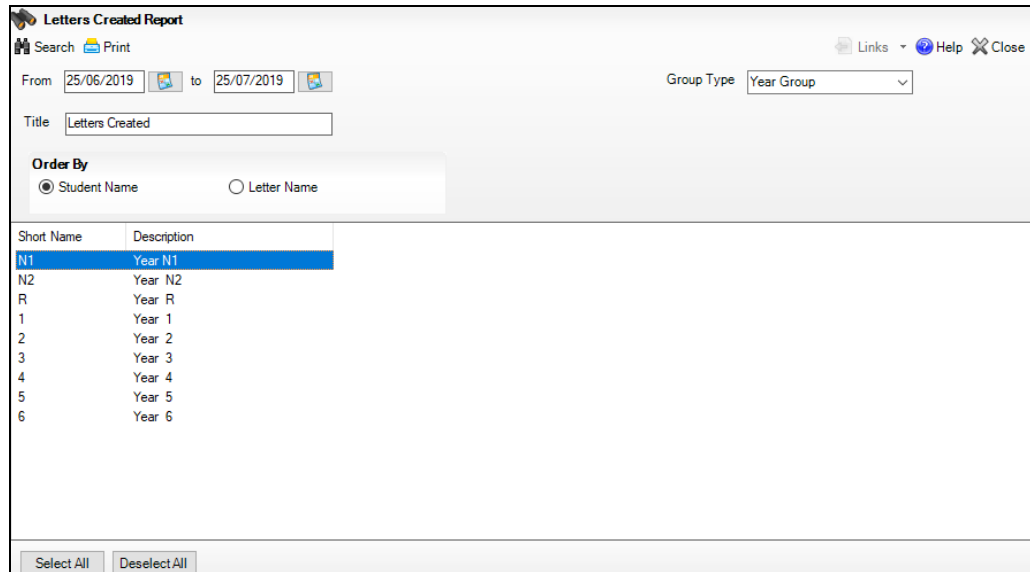 Letters Created Report
Search Print Links Help Close
From 25/06/2019 to 25/07/2019 Group Type Year Group
Title Letters Created
Order By
Student Name Letter Name
Short Name Description
N1 Year N1
N2 Year N2
R Year R
1 Year 1
2 Year 2
3 Year 3
4 Year 4
5 Year 5
6 Year 6
Select All Deselect All